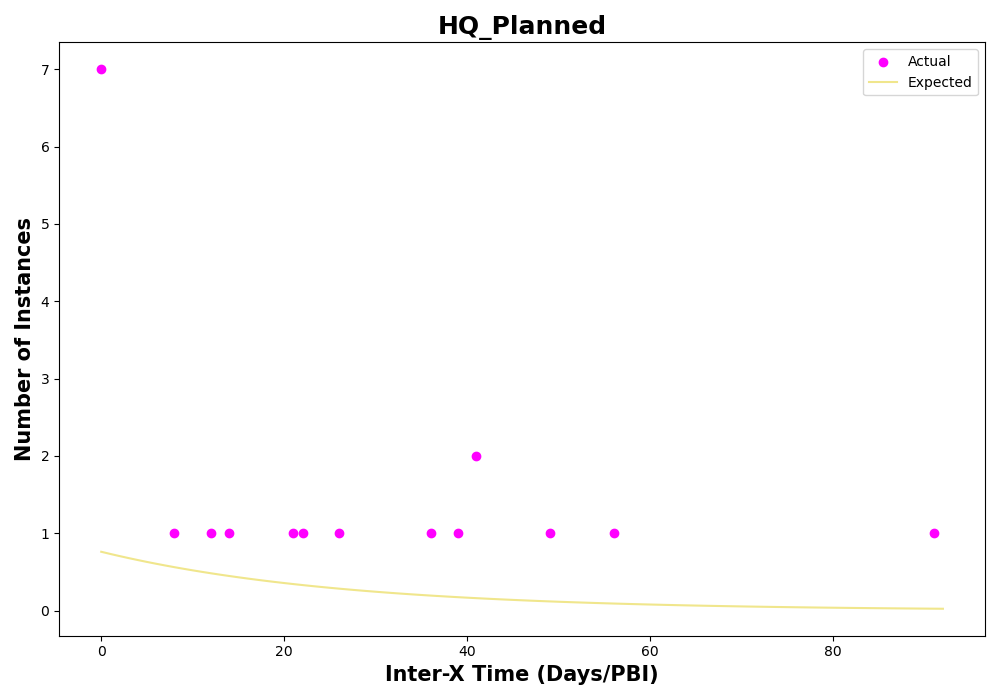 HQ_Planned
Actual
Expected
Number of Instances
7
6
5
4
3
2
1
0
0 20 40 60 80
Inter-X Time (Days/PBI)